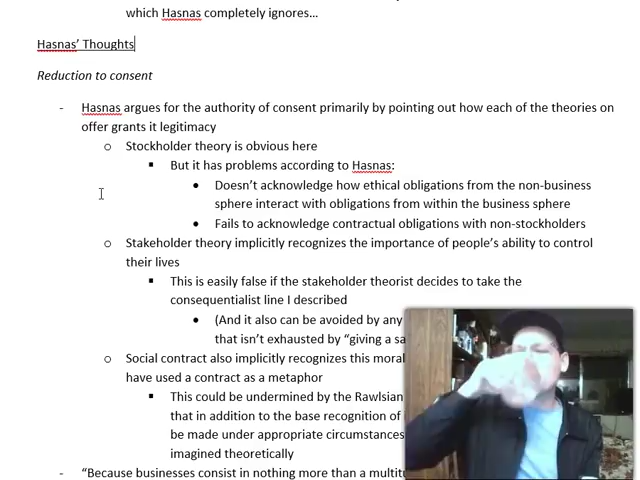 which Hasnas completely ignores…
Hasnas’ Thoughts
Reduction to consent
- Hasnas argues for the authority of consent primarily by pointing out how each of the theories on
offer grants it legitimacy
o Stockholder theory is obvious here
▪ But it has problems according to Hasnas:
• Doesn’t acknowledge how ethical obligations from the non-business
sphere interact with obligations from within the business sphere
• Fails to acknowledge contractual obligations with non-stockholders
o Stakeholder theory implicitly recognizes the importance of people’s ability to control
their lives
▪ This is easily false if the stakeholder theorist decides to take the
consequentialist line I described
• (And it also can be avoided by any
that isn’t exhausted by “giving a
o Social contract also implicitly recognizes this moral
have used a contract as a metaphor
▪ This could be undermined by the Rawlsian
that in addition to the base recognition of
be made under appropriate circumstances
imagined theoretically
- “Because businesses consist in nothing more than a